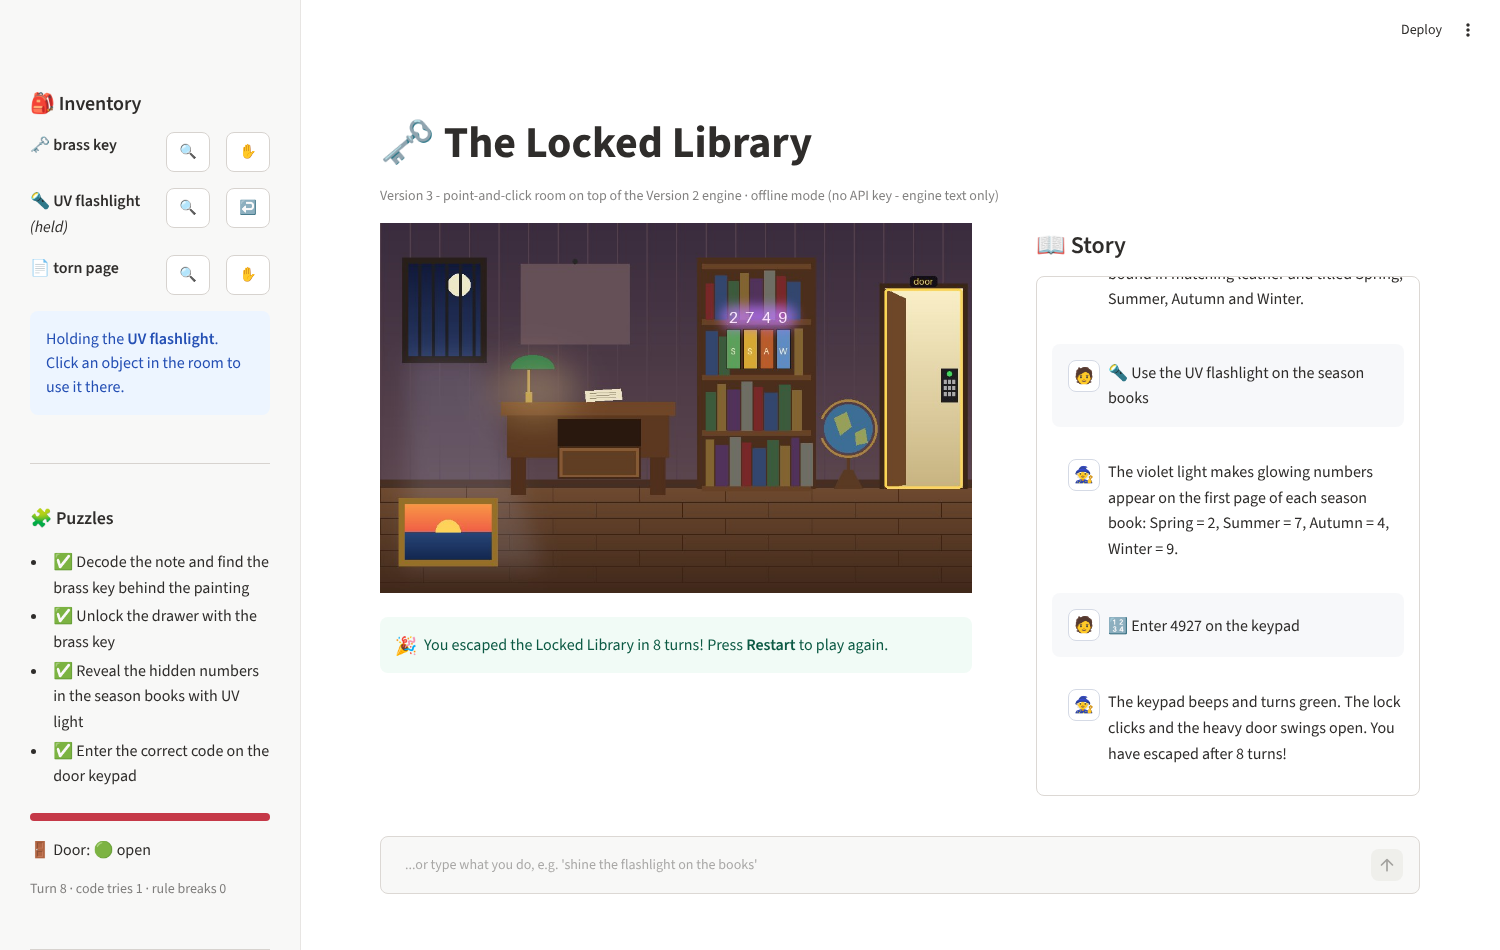 Deploy
Inventory
brass key
UV flashlight
(held)
torn page
Holding the UV flashlight.
Click an object in the room to
use it there.
Puzzles
Decode the note and find the
brass key behind the painting
Unlock the drawer with the
brass key
Reveal the hidden numbers
in the season books with UV
light
Enter the correct code on the
door keypad
Door: open
Turn 8 · code tries 1 · rule breaks 0
The Locked Library
Version 3 - point-and-click room on top of the Version 2 engine · offline mode (no API key - engine text only)
door
2 7 4 9
S S A W
You escaped the Locked Library in 8 turns! Press Restart to play again.
Story
bound in matching leather and titled Spring,
Summer, Autumn and Winter.
Use the UV flashlight on the season
books
The violet light makes glowing numbers
appear on the first page of each season
book: Spring = 2, Summer = 7, Autumn = 4,
Winter = 9.
Enter 4927 on the keypad
The keypad beeps and turns green. The lock
clicks and the heavy door swings open. You
have escaped after 8 turns!
...or type what you do, e.g. 'shine the flashlight on the books'